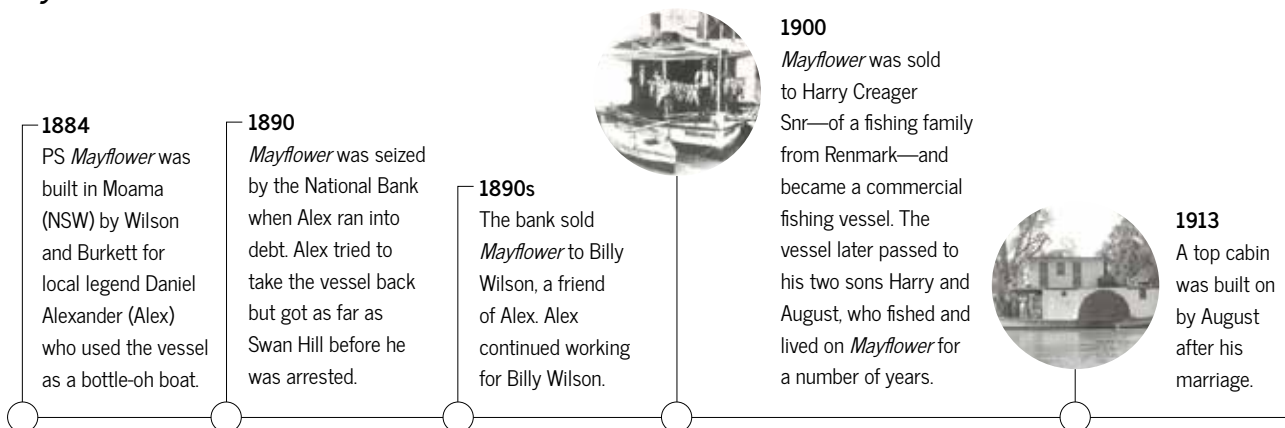 1884
PS Mayflower was
built in Moama
(NSW) by Wilson
and Burkett for
local legend Daniel
Alexander (Alex)
who used the vessel
as a bottle-oh boat.
1890
Mayflower was seized
by the National Bank
when Alex ran into
debt. Alex tried to
take the vessel back
but got as far as
Swan Hill before he
was arrested.
1890s
The bank sold
Mayflower to Billy
Wilson, a friend
of Alex. Alex
continued working
for Billy Wilson.
1900
Mayflower was sold
to Harry Creager
Snr—of a fishing family
from Renmark—and
became a commercial
fishing vessel. The
vessel later passed to
his two sons Harry and
August, who fished and
lived on Mayflower for
a number of years.
1913
A top cabin
was built on
by August
after his
marriage.